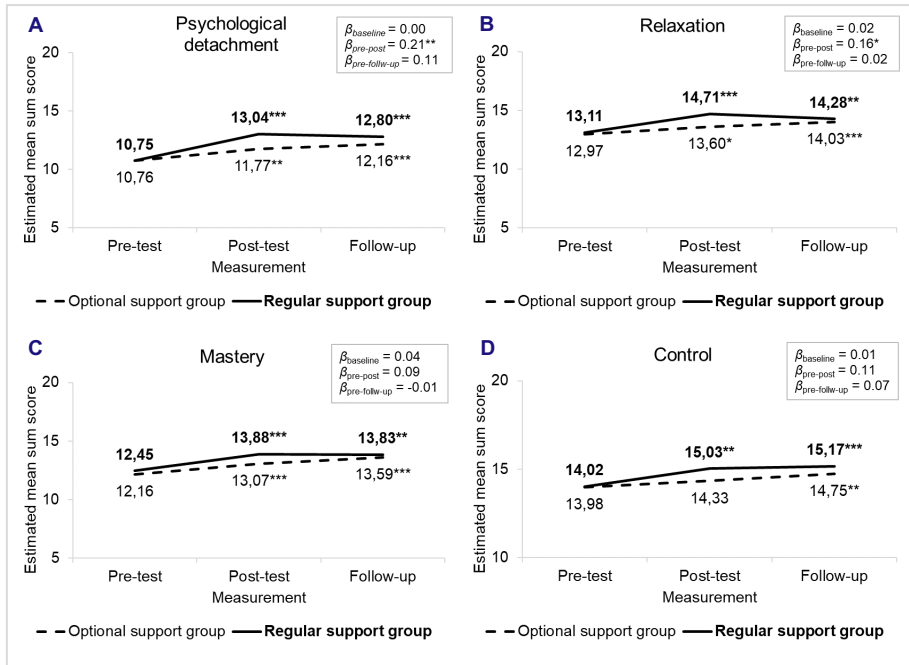 A
Psychological
detachment
βbaseline = 0.00
βpre-post = 0.21**
βpre-follw-up = 0.11
Estimated mean sum score
20
15
10
5
10,75
13,04***
12,80***
10,76
11,77**
12,16***
Pre-test
Post-test
Follow-up
Measurement
Optional support group
Regular support group
B
Relaxation
βbaseline = 0.02
βpre-post = 0.16*
βpre-follw-up = 0.02
Estimated mean sum score
20
15
10
5
13,11
14,71***
14,28**
12,97
13,60*
14,03***
Pre-test
Post-test
Follow-up
Measurement
Optional support group
Regular support group
C
Mastery
βbaseline = 0.04
βpre-post = 0.09
βpre-follw-up = -0.01
Estimated mean sum score
20
15
10
5
12,45
13,88***
13,83**
12,16
13,07***
13,59***
Pre-test
Post-test
Follow-up
Measurement
Optional support group
Regular support group
D
Control
βbaseline = 0.01
βpre-post = 0.11
βpre-follw-up = 0.07
Estimated mean sum score
20
15
10
14,02
15,03**
15,17***
13,98
14,33
14,75**
Pre-test
Post-test
Follow-up
Measurement
Optional support group
Regular support group